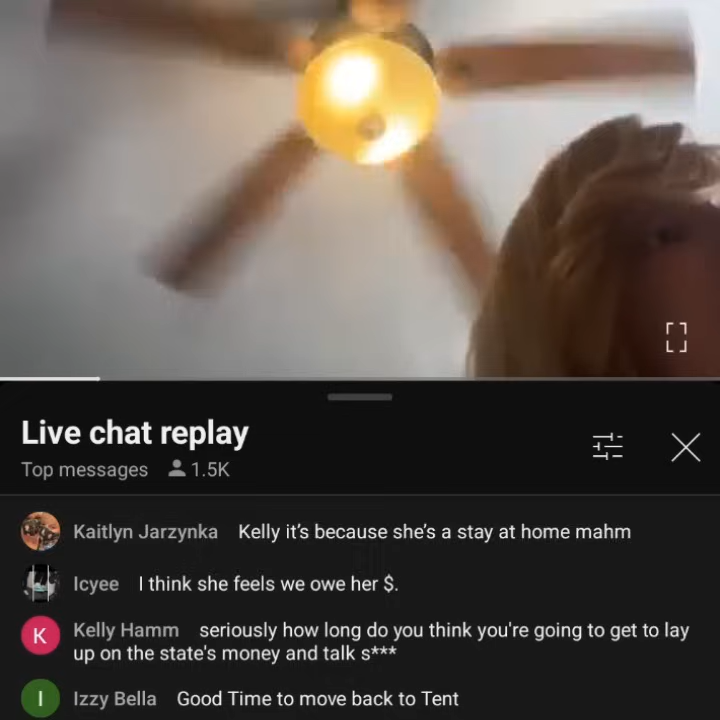 Live chat replay
Top messages 1.5K
Kaitlyn Jarzynka Kelly it's because she's a stay at home mahm
Icyee I think she feels we owe her $.
K Kelly Hamm seriously how long do you think you're going to get to lay
up on the state's money and talk s***
I Izzy Bella Good Time to move back to Tent